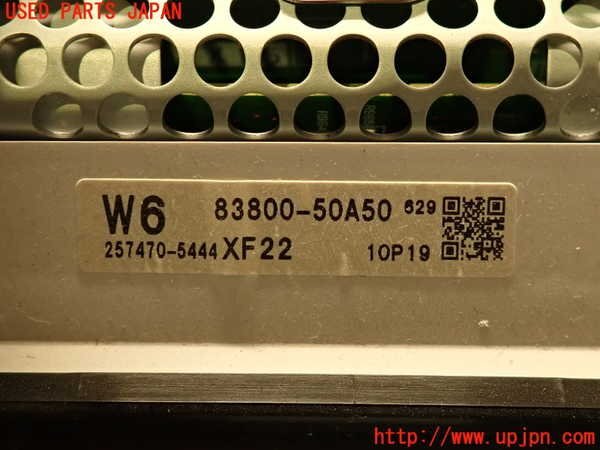 USED PARTS JAPAN
W6 83800-50A50 629
257470-5444 XF22 10P19
http://www.upjpn.com/